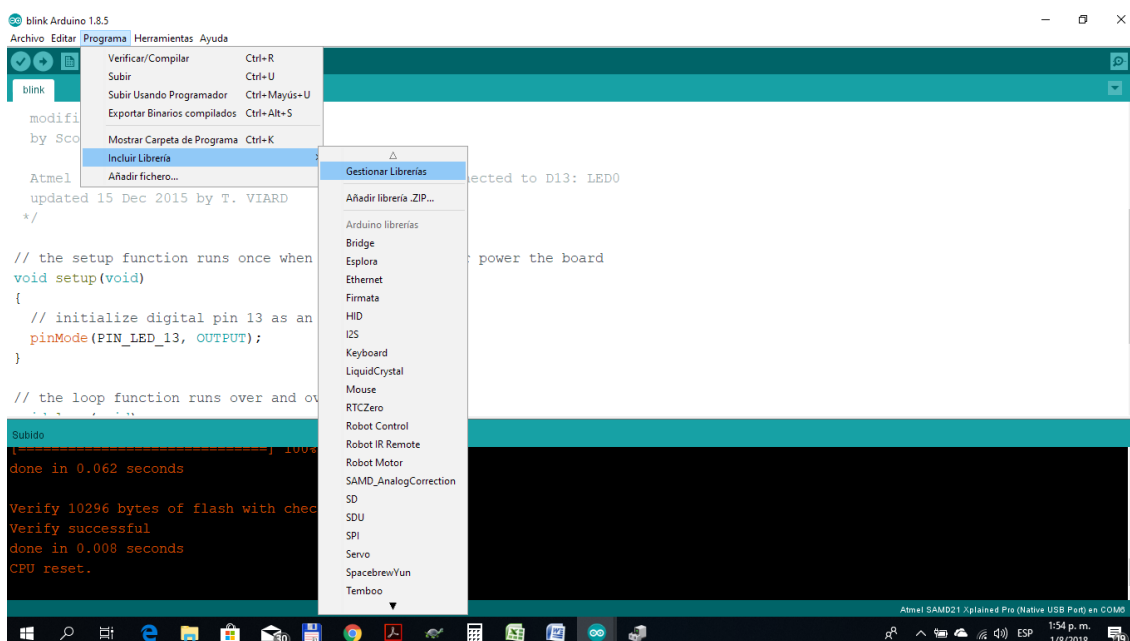 blink Arduino 1.8.5
Archivo Editar Programa Herramientas Ayuda
Verificar/Compilar Ctrl+R
Subir Ctrl+U
Subir Usando Programador Ctrl+Mayús+U
Exportar Binarios compilados Ctrl+Alt+S
Mostrar Carpeta de Programa Ctrl+K
Incluir Librería
Añadir fichero...
Gestionar Librerías
Añadir librería .ZIP...
Arduino librerías
Bridge
Esplora
Ethernet
Firmata
HID
I2S
Keyboard
LiquidCrystal
Mouse
RTCZero
Robot Control
Robot IR Remote
Robot Motor
SAMD_AnalogCorrection
SD
SDU
SPI
Servo
SpacebrewYun
Temboo
blink
modifi
by Sco
Atmel ected to D13: LED0
updated 15 Dec 2015 by T. VIARD
*/
// the setup function runs once when power the board
void setup(void)
{
// initialize digital pin 13 as an
pinMode(PIN_LED_13, OUTPUT);
}
// the loop function runs over and ov
Subido
[==============================] 100%
done in 0.062 seconds
Verify 10296 bytes of flash with chec
Verify successful
done in 0.008 seconds
CPU reset.
Atmel SAMD21 Xplained Pro (Native USB Port) en COM6
30
ESP
1:54 p. m.
1/8/2018
19